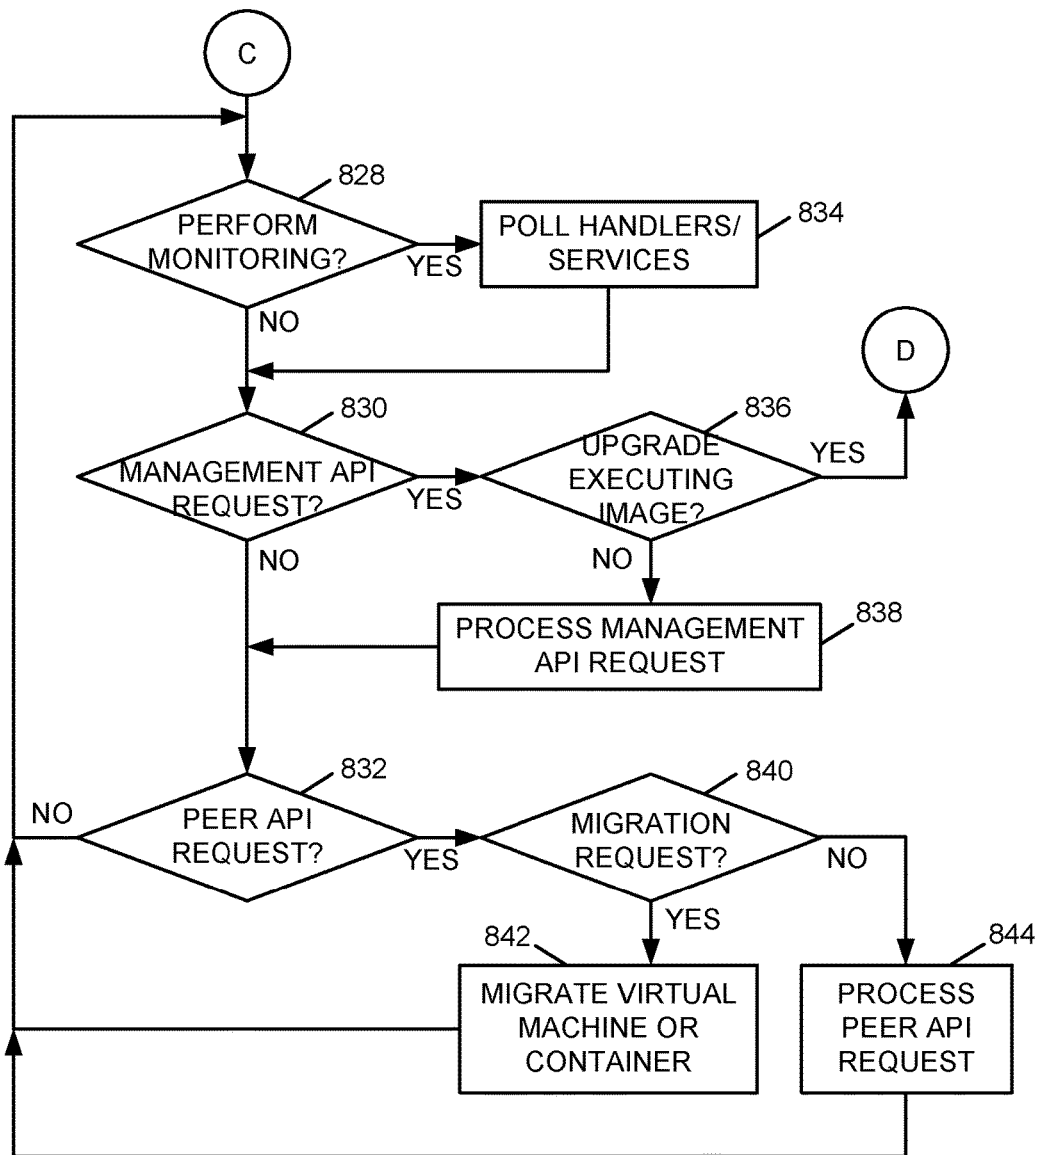 C
828
PERFORM
MONITORING?
YES
NO
POLL HANDLERS/
SERVICES
834
D
830
MANAGEMENT API
REQUEST?
YES
NO
836
UPGRADE
EXECUTING
IMAGE?
YES
NO
PROCESS MANAGEMENT
API REQUEST
838
832
PEER API
REQUEST?
NO
YES
840
MIGRATION
REQUEST?
NO
YES
842
MIGRATE VIRTUAL
MACHINE OR
CONTAINER
844
PROCESS
PEER API
REQUEST